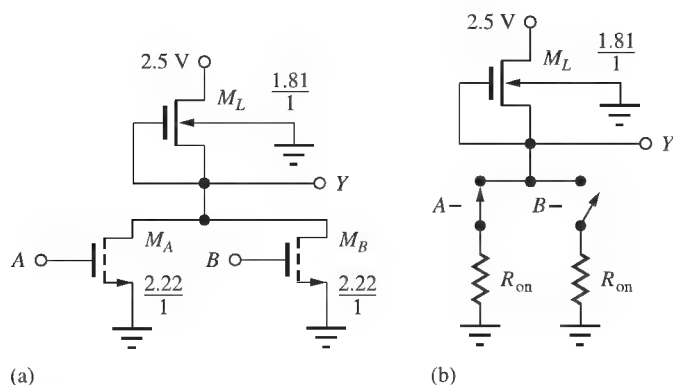 2.5 V
M_L
1.81
1
Y
A
M_A
2.22
1
B
M_B
2.22
1
(a)
2.5 V
M_L
1.81
1
Y
A–
B–
R_on
R_on
(b)